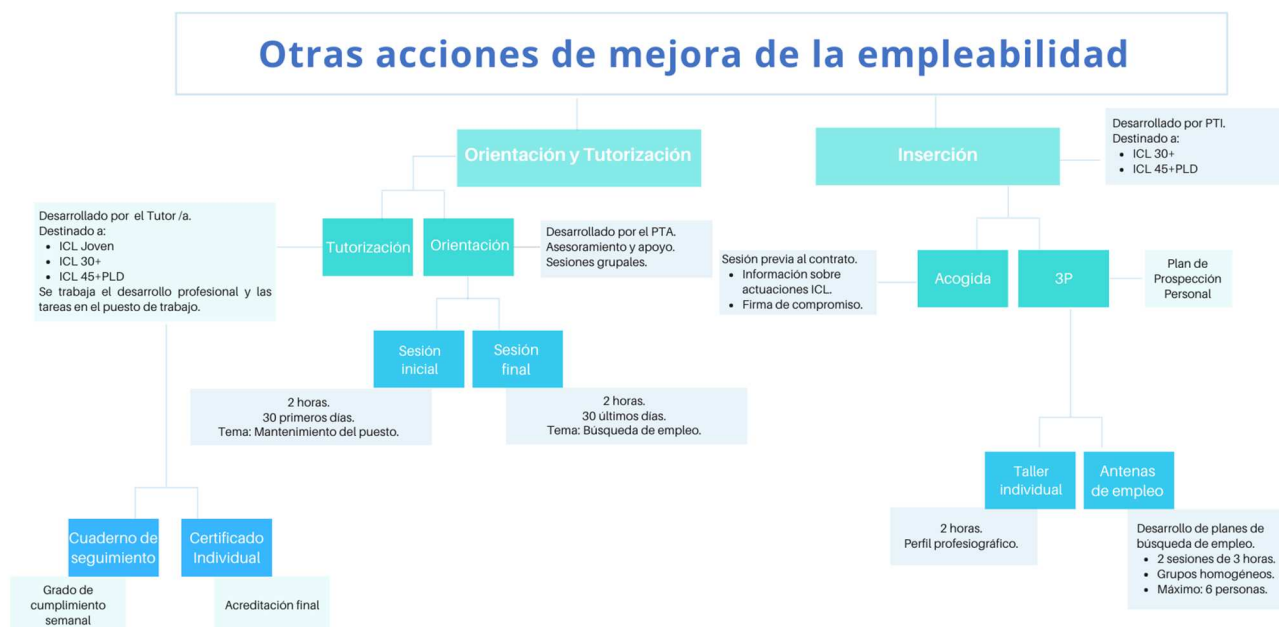 Otras acciones de mejora de la empleabilidad
Orientación y Tutorización
Inserción
Desarrollado por PTI.
Destinado a:
• ICL 30+
• ICL 45+PLD
Desarrollado por el Tutor /a.
Destinado a:
• ICL Joven
• ICL 30+
• ICL 45+PLD
Se trabaja el desarrollo profesional y las
tareas en el puesto de trabajo.
Tutorización
Orientación
Desarrollado por el PTA.
Asesoramiento y apoyo.
Sesiones grupales.
Sesión previa al contrato.
• Información sobre
actuaciones ICL.
• Firma de compromiso.
Acogida
3P
Plan de
Prospección
Personal
Sesión
inicial
Sesión
final
2 horas.
30 primeros días.
Tema: Mantenimiento del puesto.
2 horas.
30 últimos días.
Tema: Búsqueda de empleo.
Taller
individual
Antenas
de empleo
2 horas.
Perfil profesiográfico.
Desarrollo de planes de
búsqueda de empleo.
• 2 sesiones de 3 horas.
• Grupos homogéneos.
• Máximo: 6 personas.
Cuaderno de
seguimiento
Certificado
Individual
Grado de
cumplimiento
semanal
Acreditación final